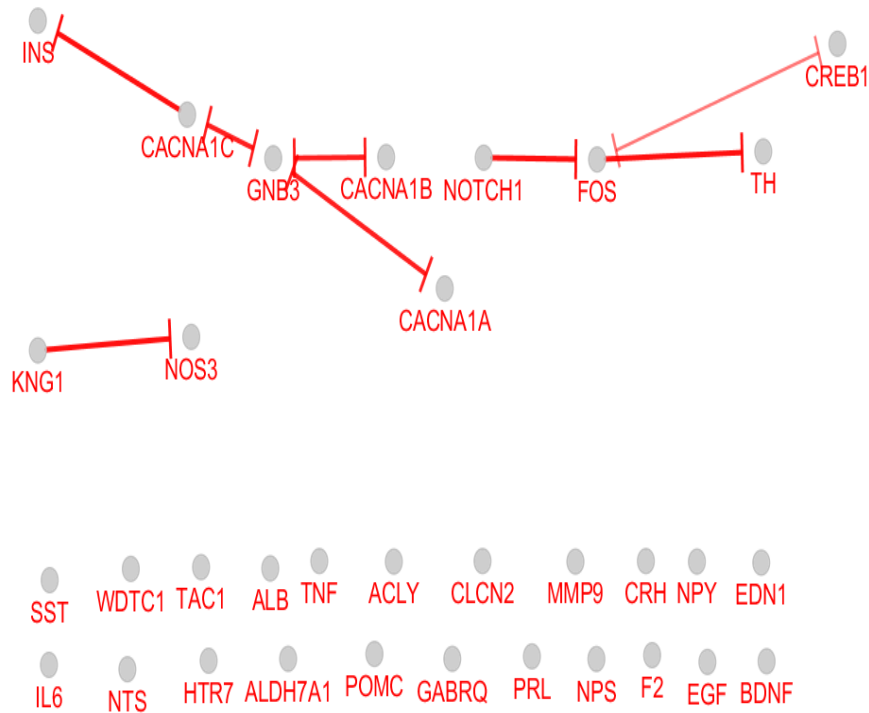 INS
CREB1
CACNA1C
GNB3
CACNA1B
NOTCH1
FOS
TH
CACNA1A
KNG1
NOS3
SST
WDTC1
TAC1
ALB
TNF
ACLY
CLCN2
MMP9
CRH
NPY
EDN1
IL6
NTS
HTR7
ALDH7A1
POMC
GABRQ
PRL
NPS
F2
EGF
BDNF